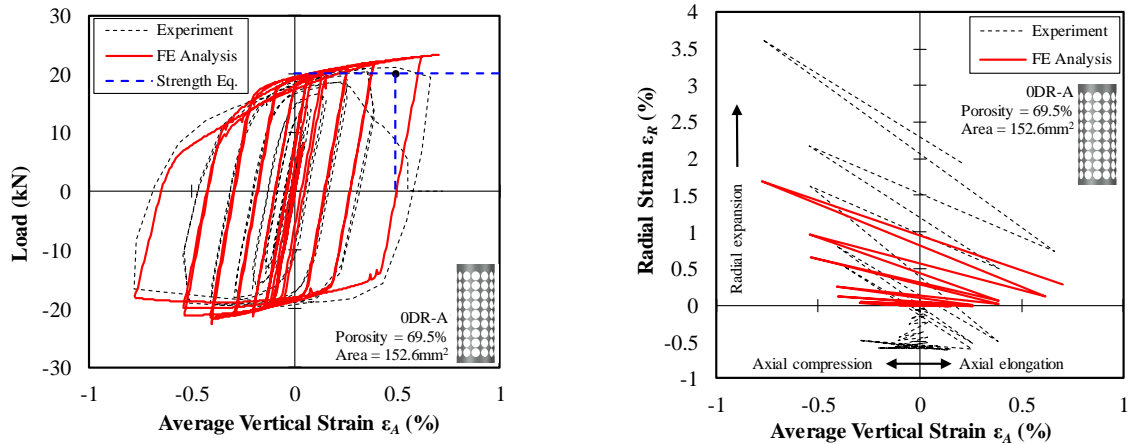 30
20
10
0
-10
-20
-30
Load (kN)
Experiment
FE Analysis
Strength Eq.
0DR-A
Porosity = 69.5%
Area = 152.6mm²
-1
-0.5
0
0.5
1
Average Vertical Strain εA (%)
4
3.5
3
2.5
2
1.5
1
0.5
0
-0.5
-1
Radial Strain εR (%)
Experiment
FE Analysis
0DR-A
Porosity = 69.5%
Area = 152.6mm²
Radial expansion
Axial compression
Axial elongation
-1
-0.5
0
0.5
1
Average Vertical Strain εA (%)